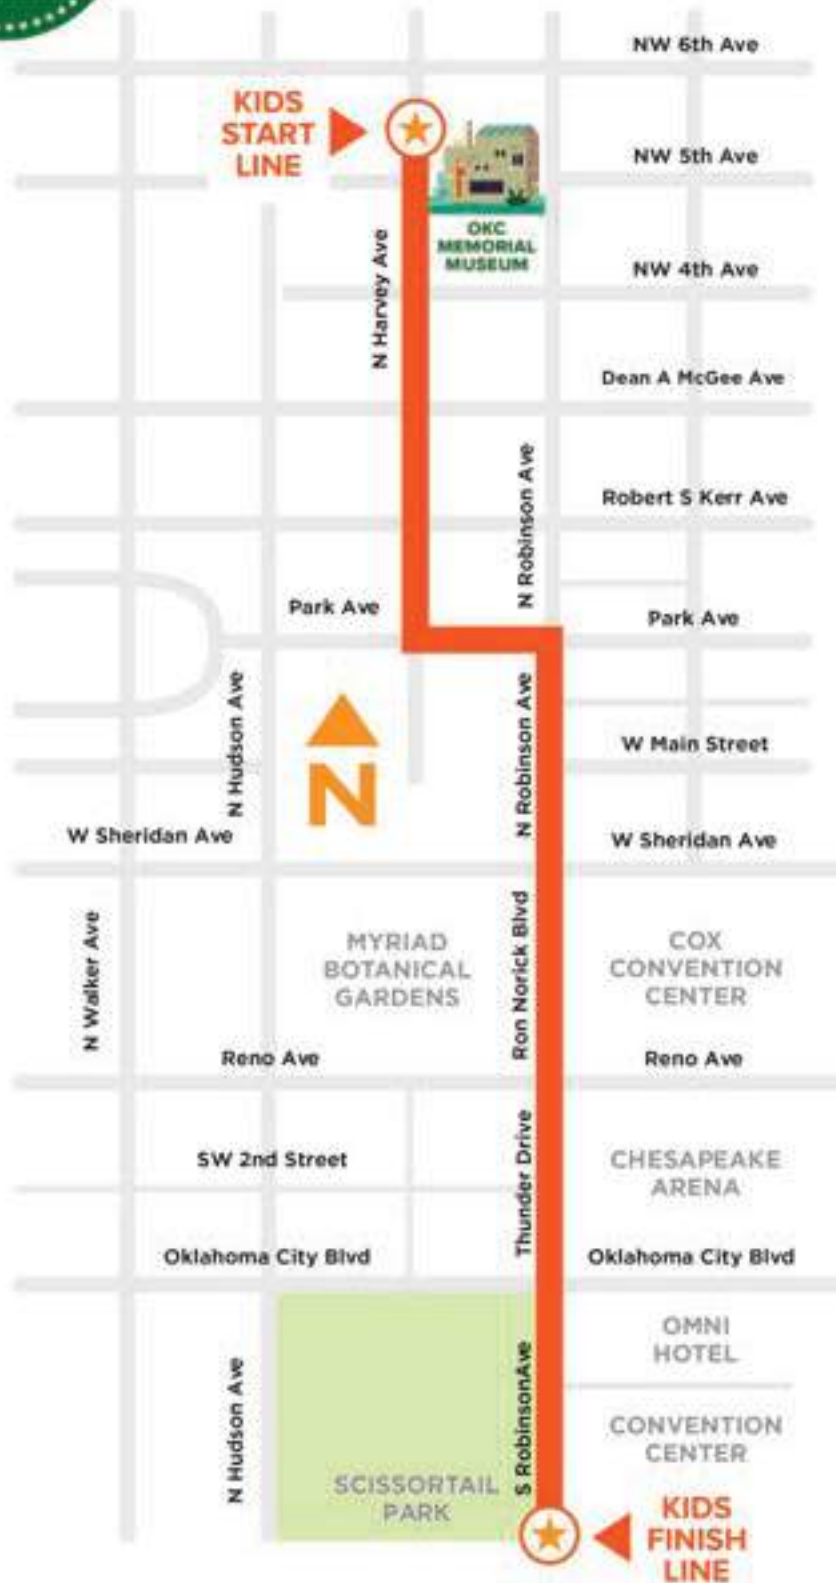 NW 6th Ave
KIDS
START
LINE
NW 5th Ave
OKC
MEMORIAL
MUSEUM
N Harvey Ave
NW 4th Ave
Dean A McGee Ave
N Robinson Ave
Robert S Kerr Ave
Park Ave
Park Ave
N Hudson Ave
N
N Robinson Ave
W Main Street
W Sheridan Ave
W Sheridan Ave
N Walker Ave
MYRIAD
BOTANICAL
GARDENS
Ron Norick Blvd
COX
CONVENTION
CENTER
Reno Ave
Reno Ave
SW 2nd Street
Thunder Drive
CHESAPEAKE
ARENA
Oklahoma City Blvd
Oklahoma City Blvd
OMNI
HOTEL
N Hudson Ave
S RobinsonAve
CONVENTION
CENTER
SCISSORTAIL
PARK
KIDS
FINISH
LINE